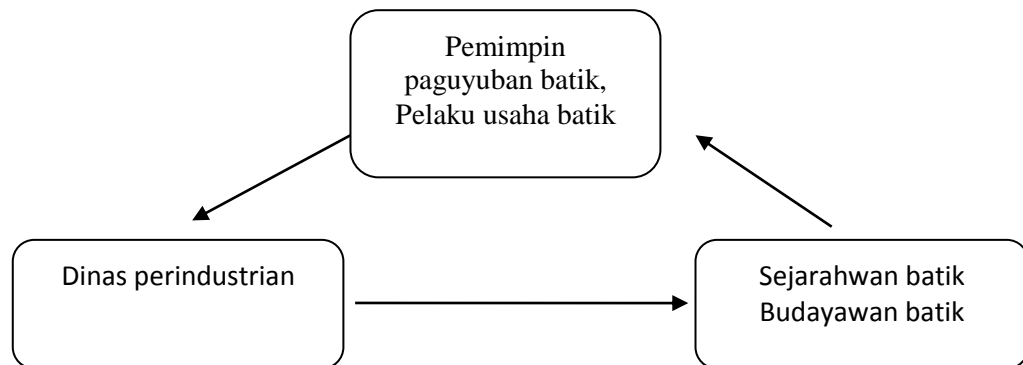 Pemimpin
paguyuban batik,
Pelaku usaha batik
Dinas perindustrian
Sejarahwan batik
Budayawan batik